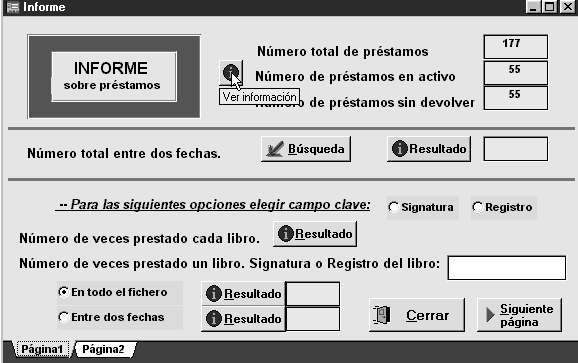 Informe
INFORME
sobre préstamos
Número total de préstamos
177
Número de préstamos en activo
55
Ver información
Número de préstamos sin devolver
55
Número total entre dos fechas.
Búsqueda
Resultado
-- Para las siguientes opciones elegir campo clave:
Signatura
Registro
Número de veces prestado cada libro.
Resultado
Número de veces prestado un libro. Signatura o Registro del libro:
En todo el fichero
Resultado
Entre dos fechas
Resultado
Cerrar
Siguiente
página
Página1
Página2